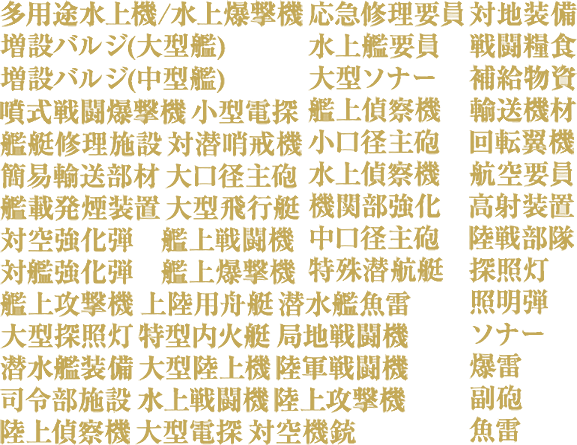 多用途水上機/水上爆撃機 応急修理要員 対地装備
増設バルジ(大型艦) 水上艦要員 戦闘糧食
増設バルジ(中型艦) 大型ソナー 補給物資
噴式戦闘爆撃機 小型電探 艦上偵察機 輸送機材
艦艇修理施設 対潜哨戒機 小口径主砲 回転翼機
簡易輸送部材 大口径主砲 水上偵察機 航空要員
艦載発煙装置 大型飛行艇 機関部強化 高射装置
対空強化弾 艦上戦闘機 中口径主砲 陸戦部隊
対艦強化弾 艦上爆撃機 特殊潜航艇 探照灯
艦上攻撃機 上陸用舟艇 潜水艦魚雷 照明弾
大型探照灯 特型内火艇 局地戦闘機 ソナー
潜水艦装備 大型陸上機 陸軍戦闘機 爆雷
司令部施設 水上戦闘機 陸上攻撃機 副砲
陸上偵察機 大型電探 対空機銃 魚雷